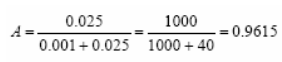 A = 0.025 / (0.001 + 0.025) = 1000 / (1000 + 40) = 0.9615